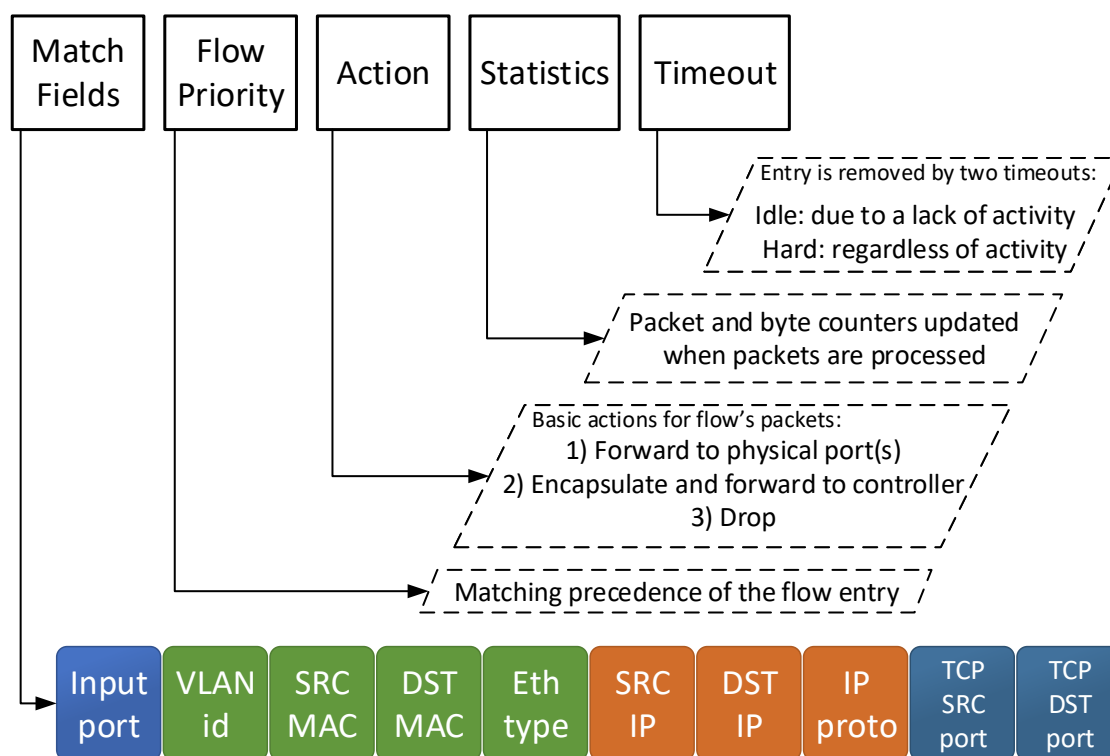 Match
Fields
Flow
Priority
Action
Statistics
Timeout
Entry is removed by two timeouts:
Idle: due to a lack of activity
Hard: regardless of activity
Packet and byte counters updated
when packets are processed
Basic actions for flow’s packets:
1) Forward to physical port(s)
2) Encapsulate and forward to controller
3) Drop
Matching precedence of the flow entry
Input
port
VLAN
id
SRC
MAC
DST
MAC
Eth
type
SRC
IP
DST
IP
IP
proto
TCP
SRC
port
TCP
DST
port